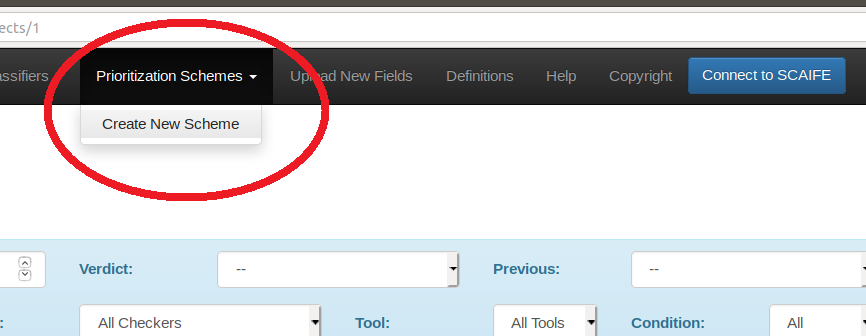 ects/1
assifiers Prioritization Schemes Upload New Fields Definitions Help Copyright Connect to SCAIFE
Create New Scheme
Verdict: -- Previous: --
: All Checkers Tool: All Tools Condition: All